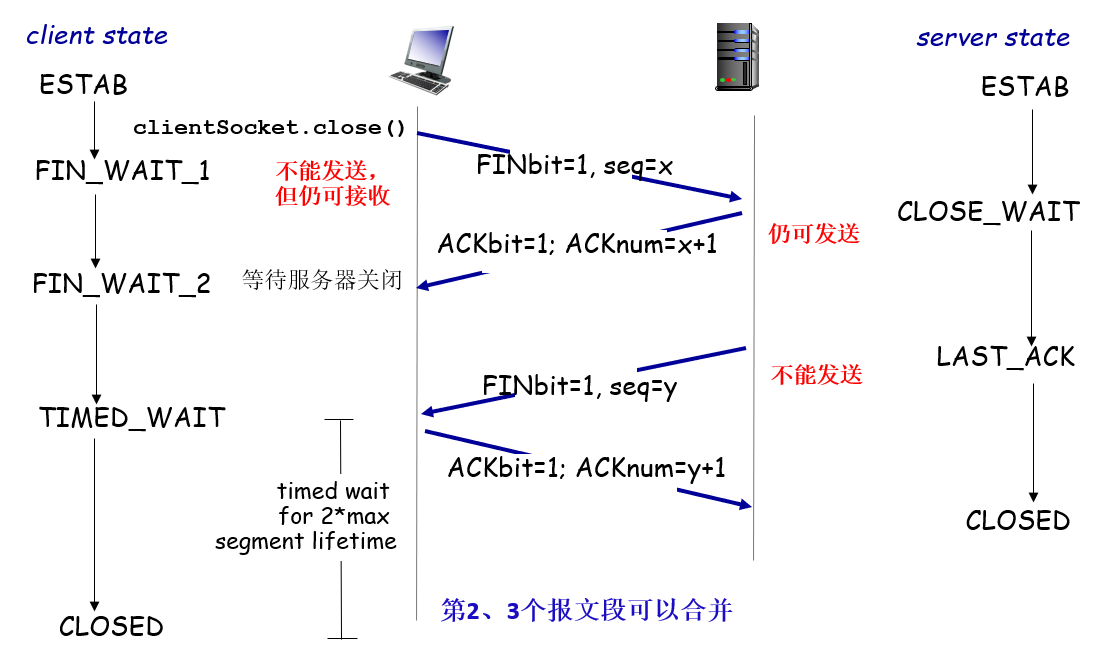 client state
server state
ESTAB
ESTAB
clientSocket.close()
FIN_WAIT_1
不能发送，
但仍可接收
FINbit=1, seq=x
CLOSE_WAIT
ACKbit=1; ACKnum=x+1
仍可发送
FIN_WAIT_2
等待服务器关闭
LAST_ACK
FINbit=1, seq=y
不能发送
TIMED_WAIT
ACKbit=1; ACKnum=y+1
timed wait
for 2*max
segment lifetime
CLOSED
第2、3个报文段可以合并
CLOSED